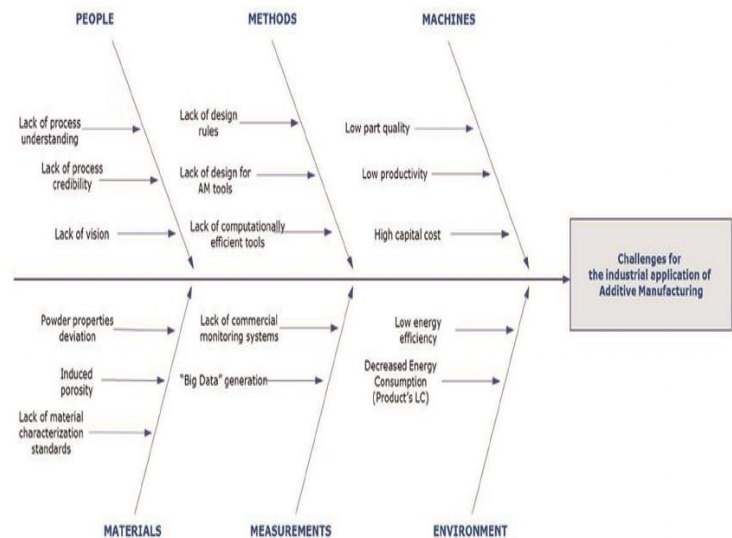 PEOPLE
METHODS
MACHINES
Lack of process
understanding
Lack of process
credibility
Lack of vision
Lack of design
rules
Lack of design for
AM tools
Lack of computationally
efficient tools
Low part quality
Low productivity
High capital cost
Challenges for
the industrial application of
Additive Manufacturing
Powder properties
deviation
Induced
porosity
Lack of material
characterization
standards
Lack of commercial
monitoring systems
"Big Data" generation
Low energy
efficiency
Decreased Energy
Consumption
(Product's LC)
MATERIALS
MEASUREMENTS
ENVIRONMENT